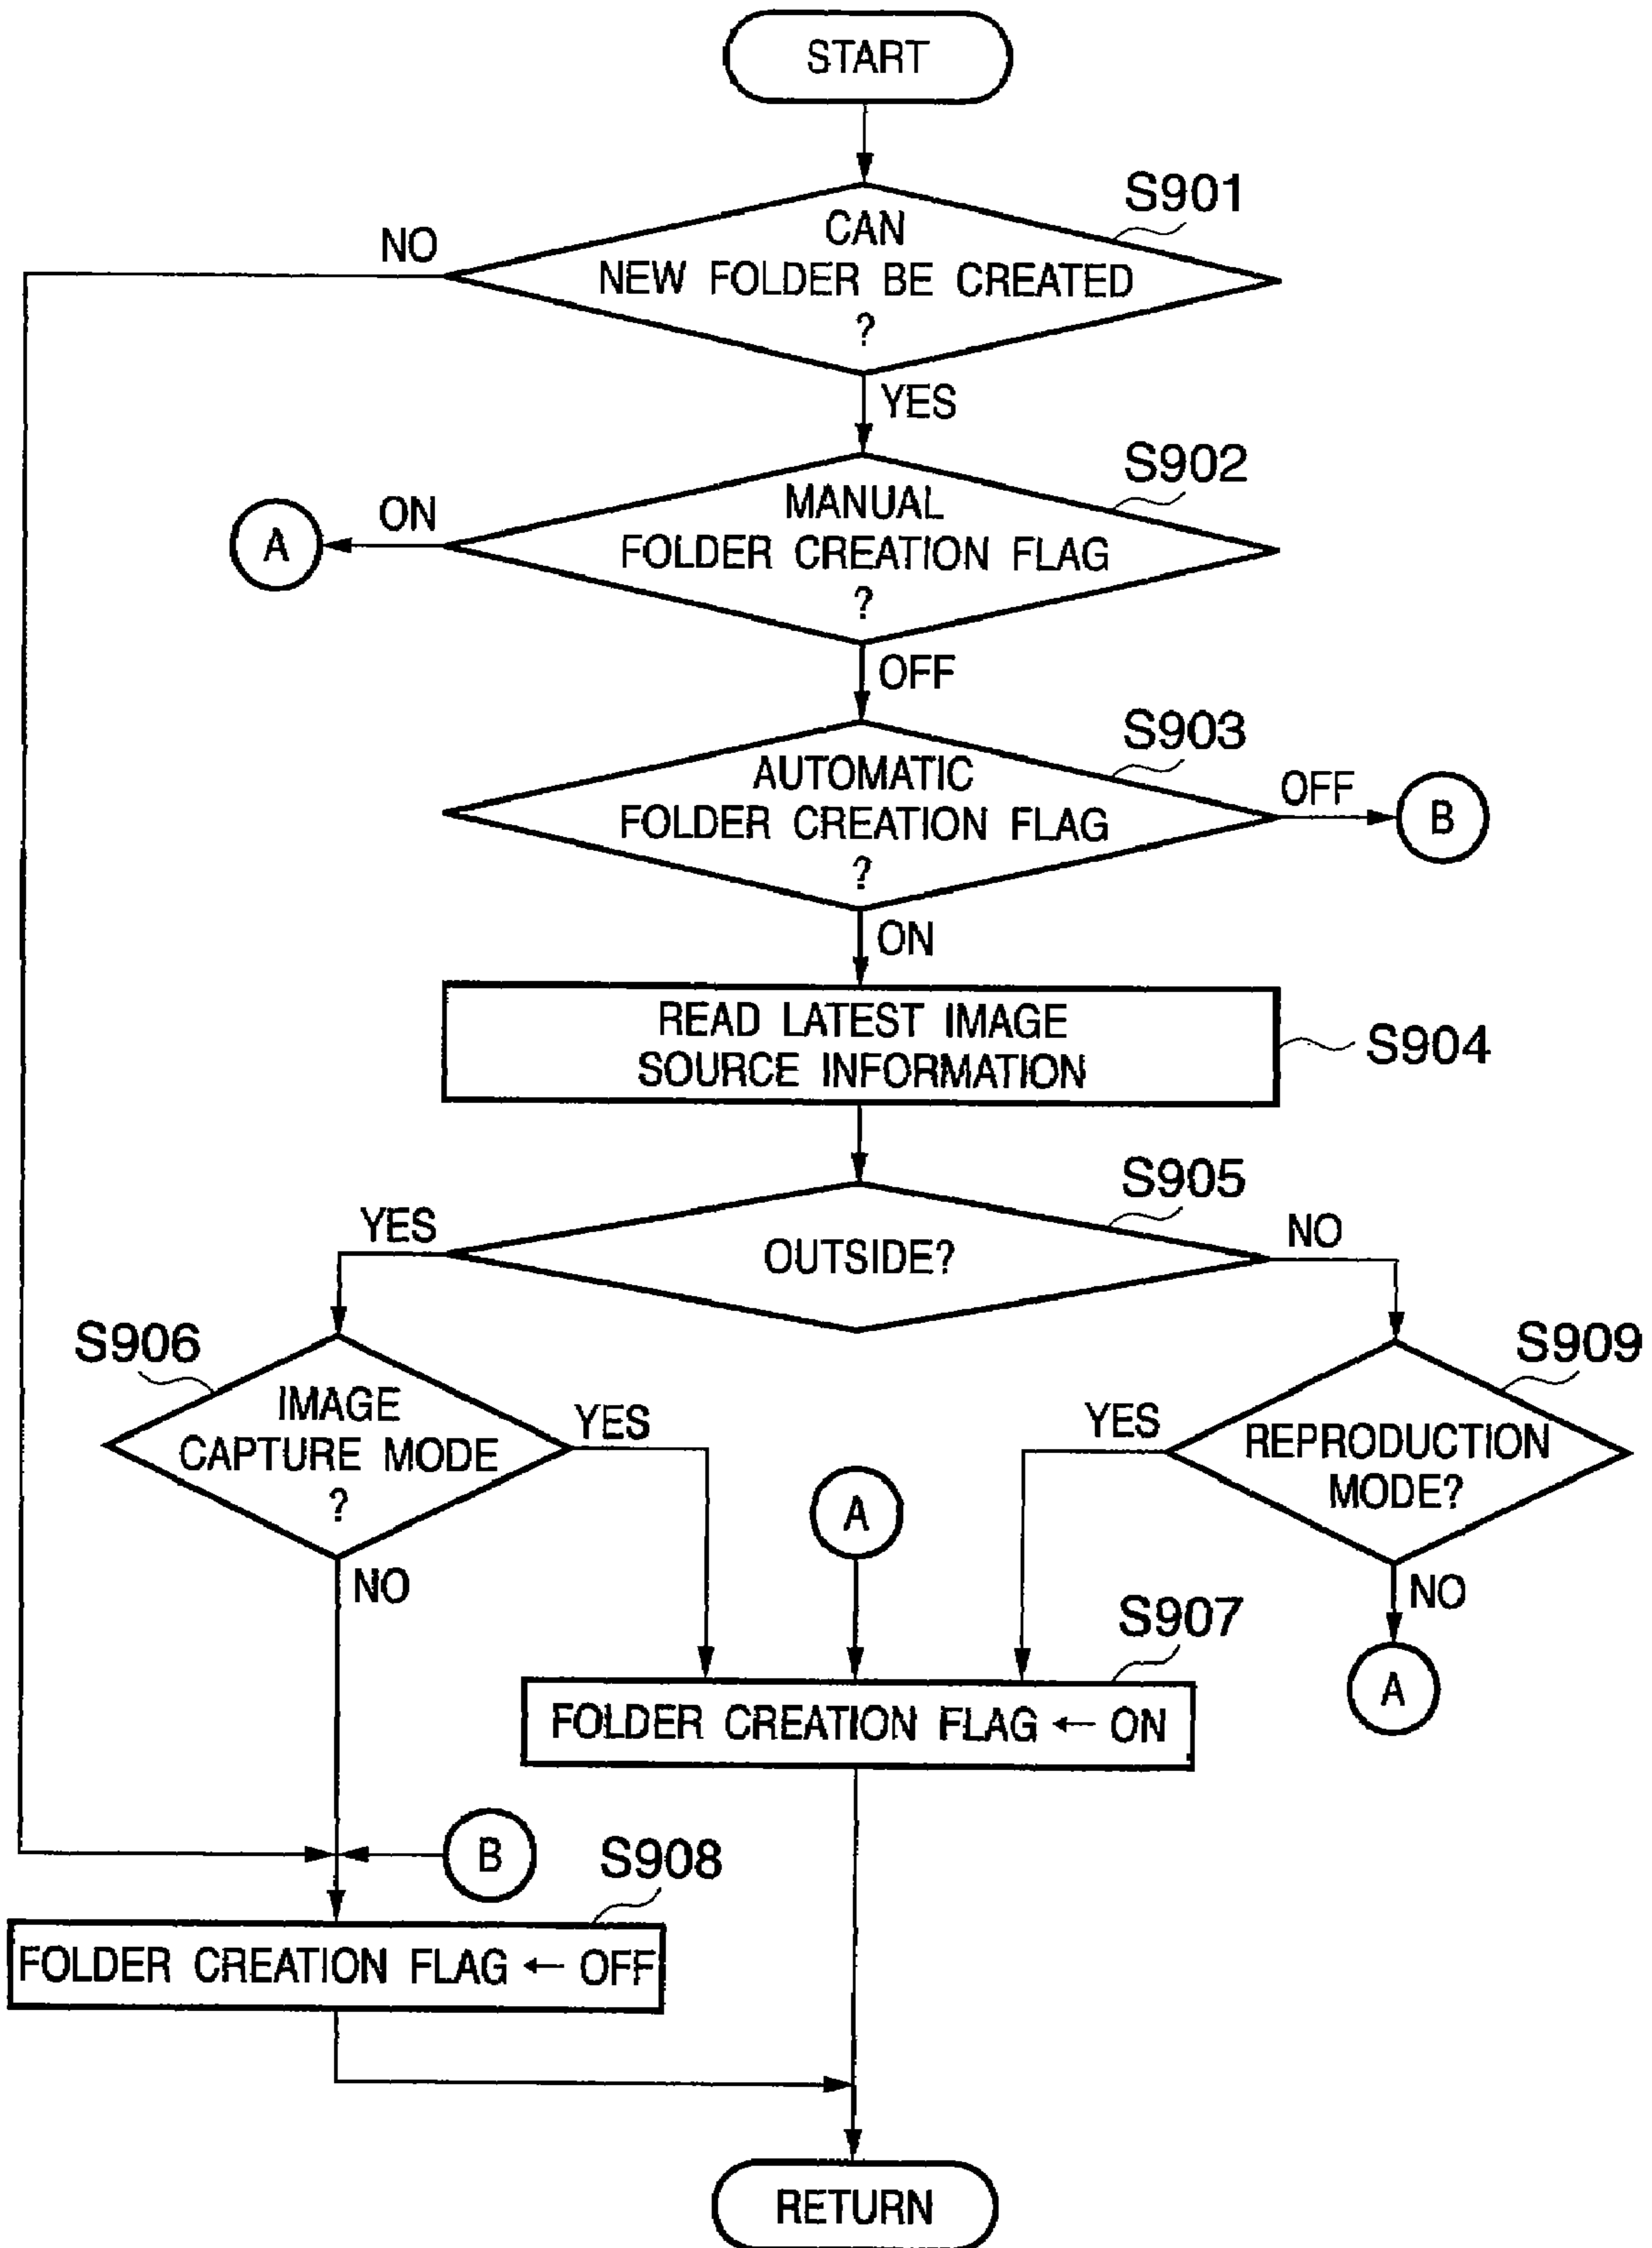 START
S901
NO
CAN
NEW FOLDER BE CREATED
?
YES
S902
A
ON
MANUAL
FOLDER CREATION FLAG
?
OFF
S903
AUTOMATIC
FOLDER CREATION FLAG
?
OFF
B
ON
READ LATEST IMAGE
SOURCE INFORMATION
S904
S905
YES
OUTSIDE?
NO
S906
S909
IMAGE
CAPTURE MODE
?
YES
YES
REPRODUCTION
MODE?
A
NO
NO
S907
FOLDER CREATION FLAG ← ON
A
B
S908
FOLDER CREATION FLAG ← OFF
RETURN